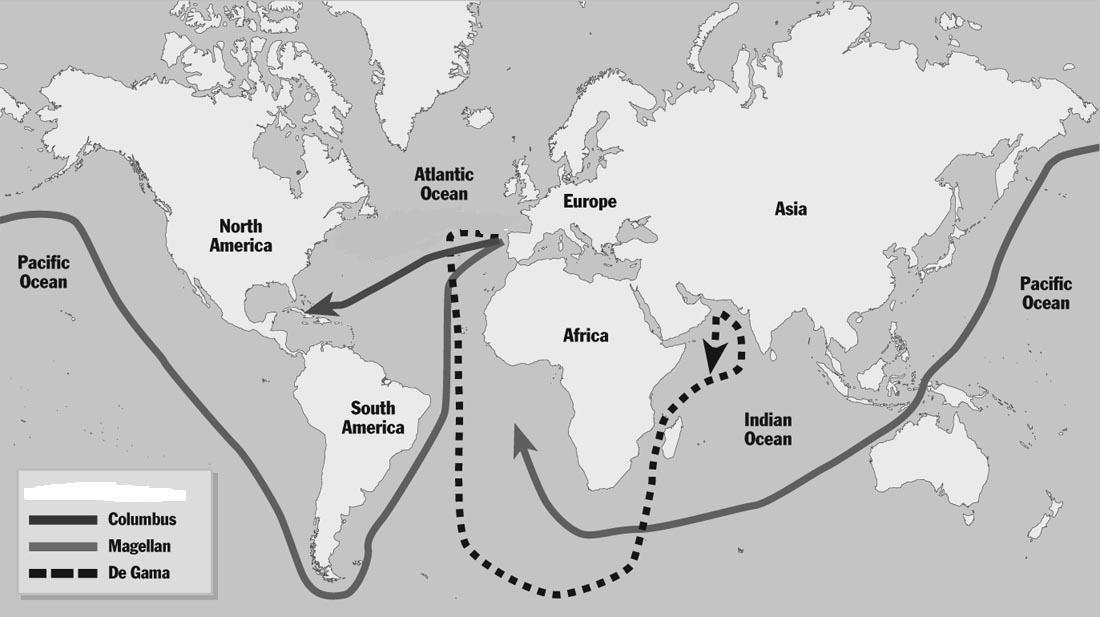 Atlantic
Ocean
Europe
Asia
North
America
Pacific
Ocean
Pacific
Ocean
Africa
South
America
Indian
Ocean
Columbus
Magellan
De Gama